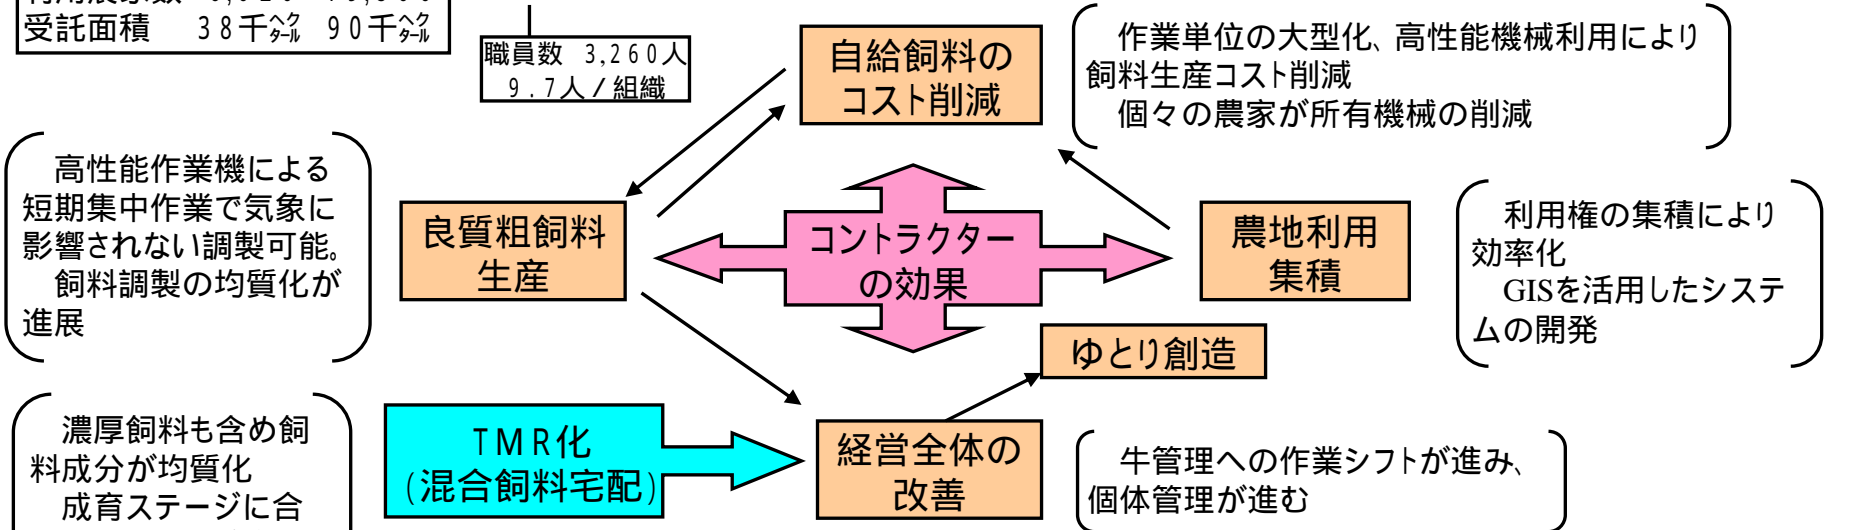 受託面積 38千ヘクタール 90千ヘクタール
職員数 3,260人
9.7人/組織
自給飼料の
コスト削減
作業単位の大型化、高性能機械利用により
飼料生産コスト削減
個々の農家が所有機械の削減
高性能作業機による
短期集中作業で気象に
影響されない調製可能。
飼料調製の均質化が
進展
良質粗飼料
生産
コントラクター
の効果
農地利用
集積
利用権の集積により
効率化
GISを活用したシステ
ムの開発
ゆとり創造
濃厚飼料も含め飼
料成分が均質化
成育ステージに合
TMR化
(混合飼料宅配)
経営全体の
改善
牛管理への作業シフトが進み、
個体管理が進む